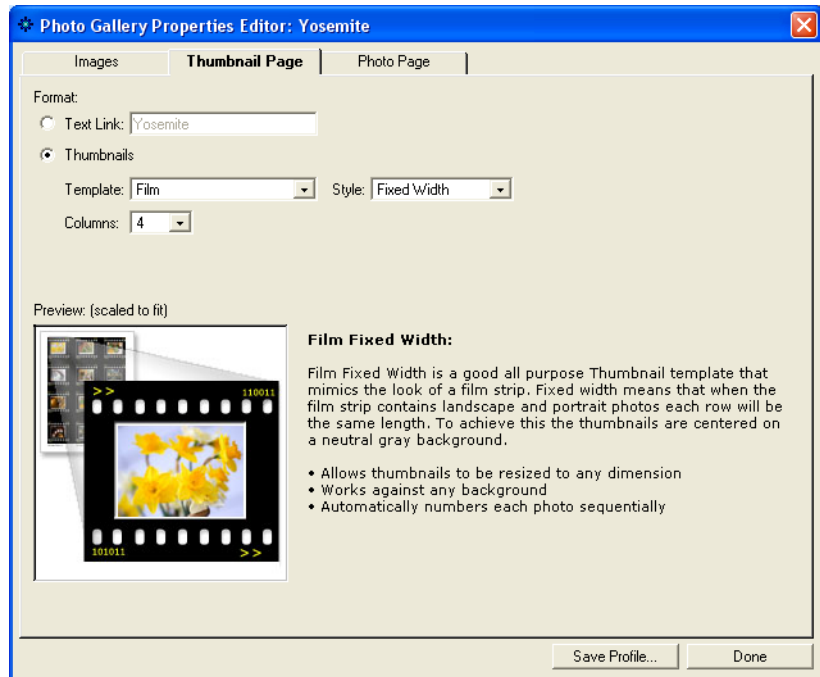 Photo Gallery Properties Editor: Yosemite
Images
Thumbnail Page
Photo Page
Format:
Text Link: Yosemite
Thumbnails
Template: Film
Style: Fixed Width
Columns: 4
Preview: (scaled to fit)
>> 110011
101011 >>
Film Fixed Width:
Film Fixed Width is a good all purpose Thumbnail template that
mimics the look of a film strip. Fixed width means that when the
film strip contains landscape and portrait photos each row will be
the same length. To achieve this the thumbnails are centered on
a neutral gray background.
• Allows thumbnails to be resized to any dimension
• Works against any background
• Automatically numbers each photo sequentially
Save Profile...
Done